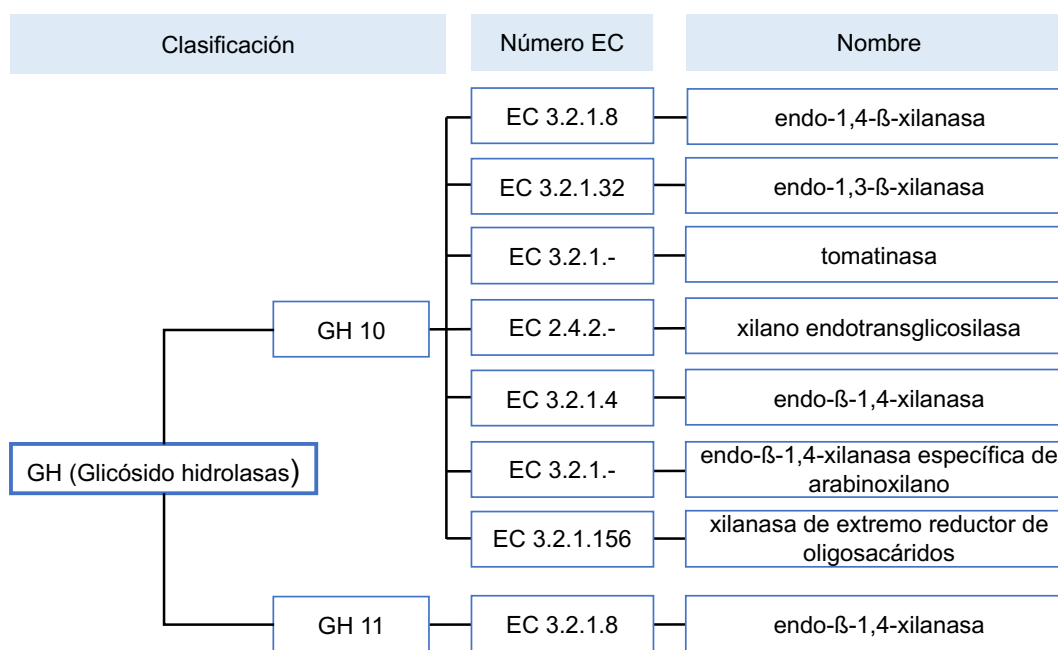 Clasificación
Número EC
Nombre
EC 3.2.1.8
endo-1,4-ß-xilanasa
EC 3.2.1.32
endo-1,3-ß-xilanasa
EC 3.2.1.-
tomatinasa
GH 10
EC 2.4.2.-
xilano endotransglicosilasa
EC 3.2.1.4
endo-ß-1,4-xilanasa
GH (Glicósido hidrolasas)
EC 3.2.1.-
endo-ß-1,4-xilanasa específica de
arabinoxilano
EC 3.2.1.156
xilanasa de extremo reductor de
oligosacáridos
GH 11
EC 3.2.1.8
endo-ß-1,4-xilanasa